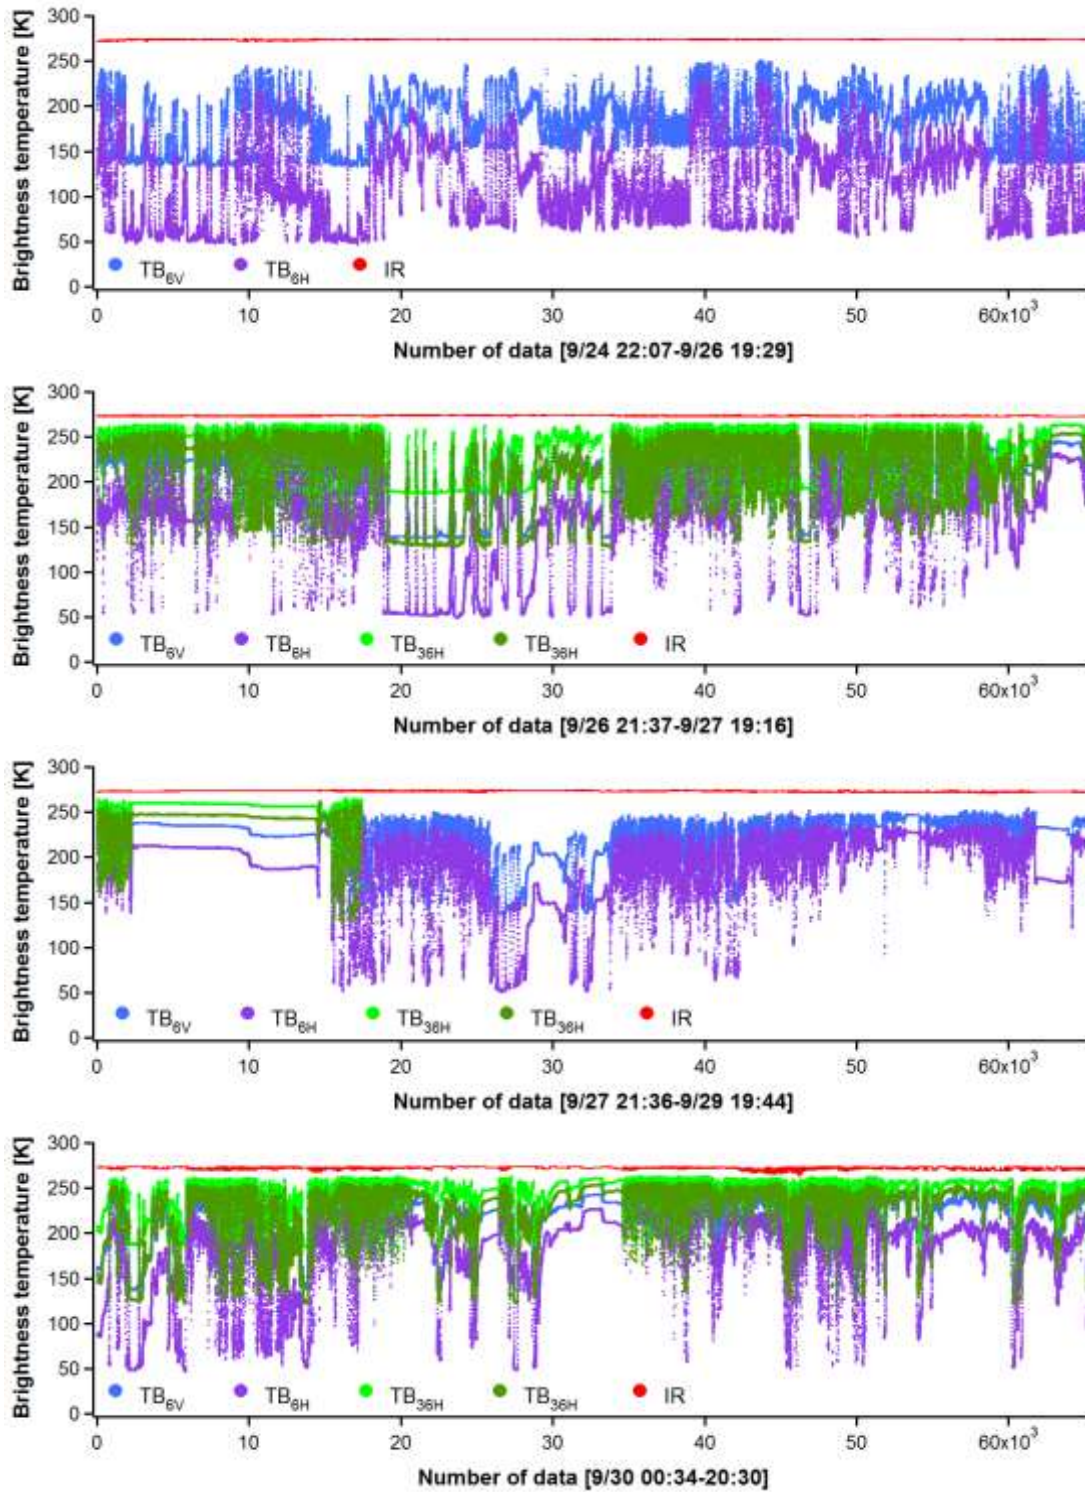 Brightness temperature [K]
300
250
200
150
100
50
0
TB6V TB6H IR
0 10 20 30 40 50 60x10³
Number of data [9/24 22:07-9/26 19:29]
Brightness temperature [K]
300
250
200
150
100
50
0
TB6V TB6H TB36H TB36H IR
0 10 20 30 40 50 60x10³
Number of data [9/26 21:37-9/27 19:16]
Brightness temperature [K]
300
250
200
150
100
50
0
TB6V TB6H TB36H TB36H IR
0 10 20 30 40 50 60x10³
Number of data [9/27 21:36-9/29 19:44]
Brightness temperature [K]
300
250
200
150
100
50
0
TB6V TB6H TB36H TB36H IR
0 10 20 30 40 50 60x10³
Number of data [9/30 00:34-20:30]